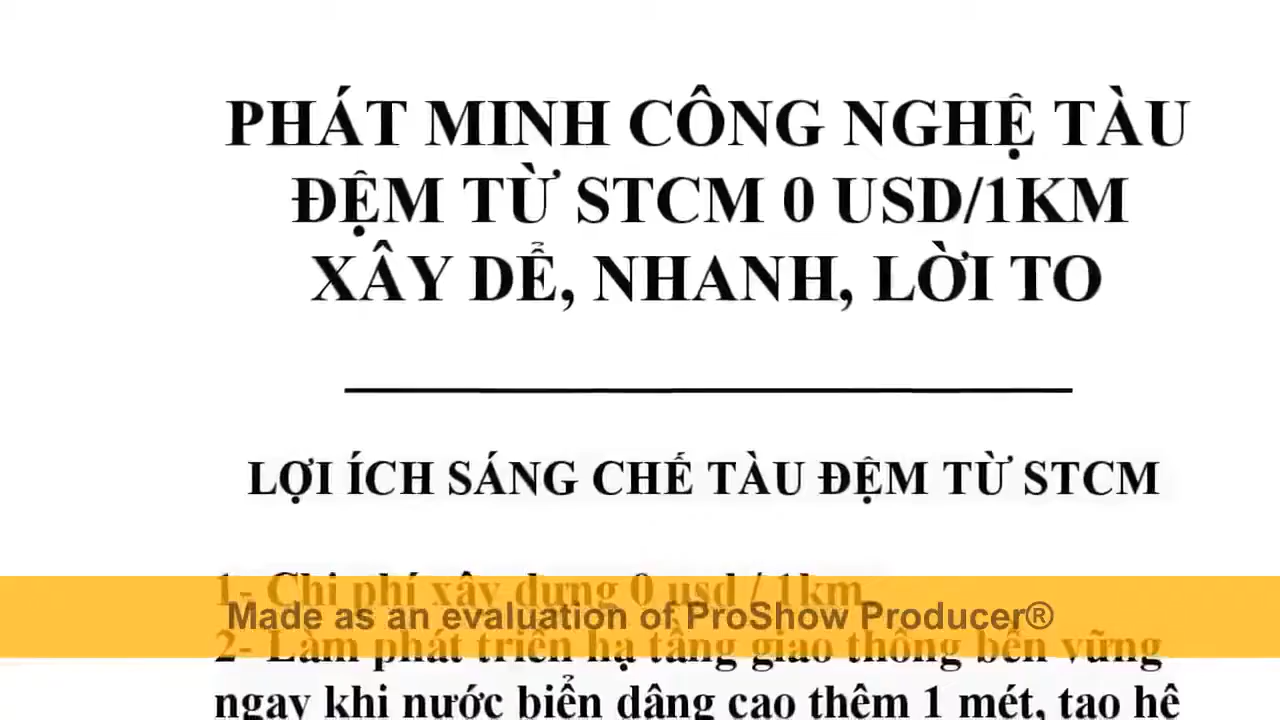 PHÁT MINH CÔNG NGHỆ TÀU
ĐỆM TỪ STCM 0 USD/1KM
XÂY DỂ, NHANH, LỜI TO
LỢI ÍCH SÁNG CHẾ TÀU ĐỆM TỪ STCM
1- Chi phí xây dựng 0 usd / 1km
Made as an evaluation of ProShow Producer®
2- Làm phát triển hạ tầng giao thông bền vững
ngay khi nước biển dâng cao thêm 1 mét, tạo hệ